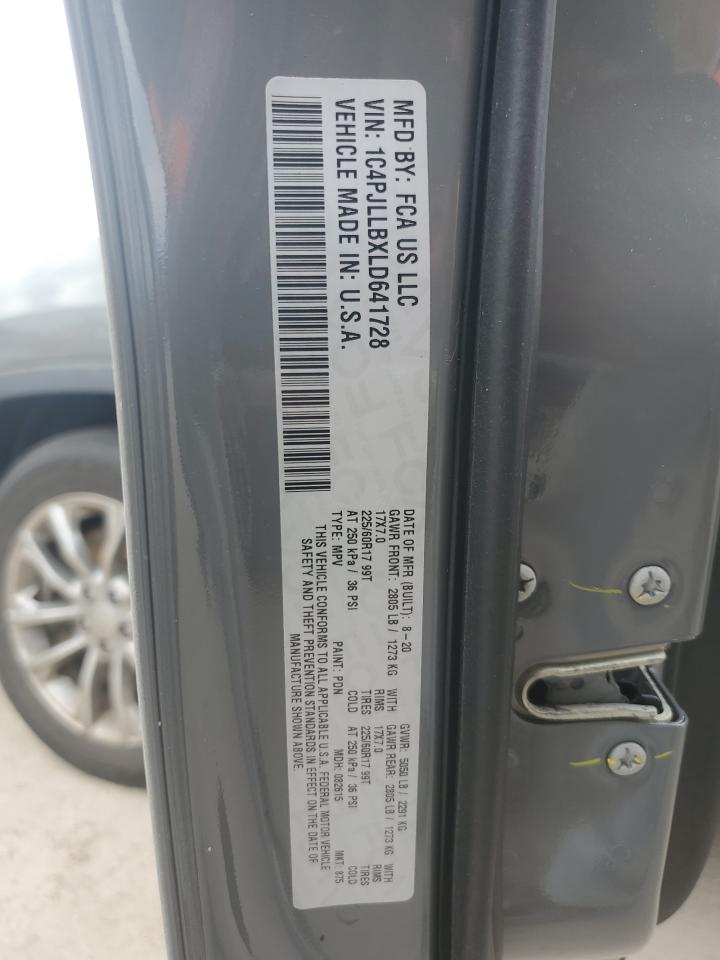 MFD BY: FCA US LLC
VIN: 1C4PJLLBXLD641728
VEHICLE MADE IN: U.S.A.
DATE OF MFR (BUILT): 8-20 GVWR: 5050 LB / 2291 KG
GAWR FRONT: 2805 LB / 1273 KG WITH GAWR REAR: 2805 LB / 1273 KG WITH
17X7.0 RIMS 17X7.0 RIMS
225/60R17 99T TIRES 225/60R17 99T TIRES
AT 250 kPa / 36 PSI COLD AT 250 kPa / 36 PSI COLD
TYPE: MPV PAINT: PDN MDH: 082615 MKT: 875
THIS VEHICLE CONFORMS TO ALL APPLICABLE U.S.A. FEDERAL MOTOR VEHICLE
SAFETY AND THEFT PREVENTION STANDARDS IN EFFECT ON THE DATE OF
MANUFACTURE SHOWN ABOVE.